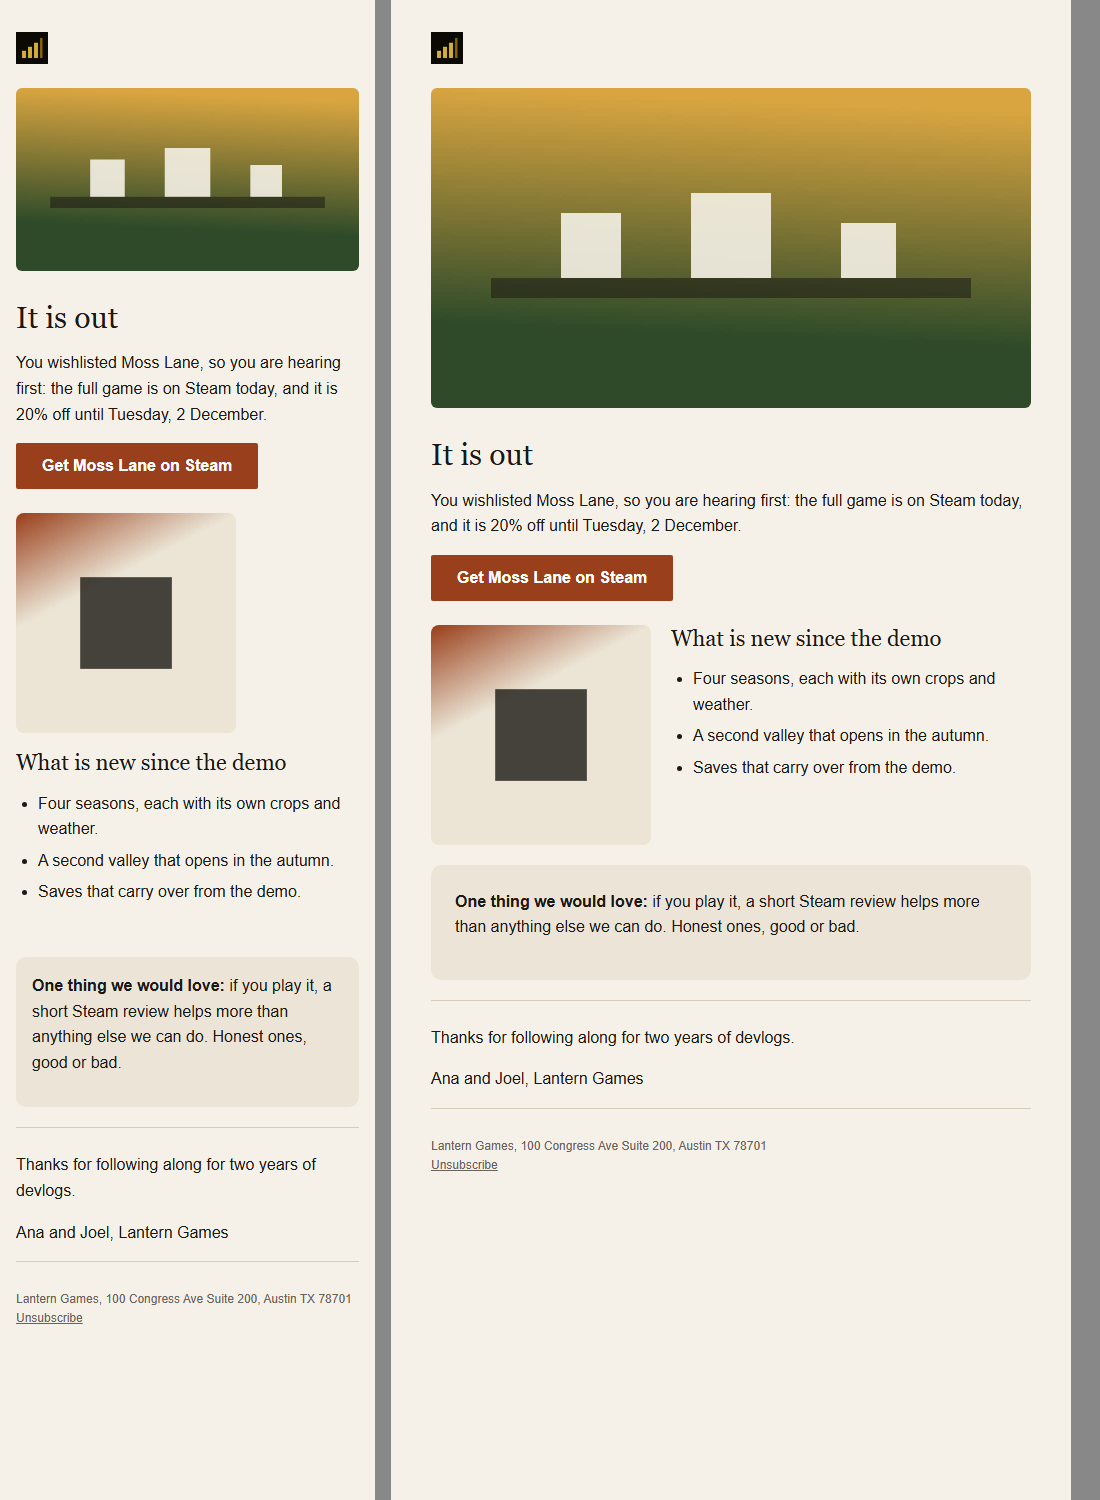 It is out
You wishlisted Moss Lane, so you are hearing
first: the full game is on Steam today, and it is
20% off until Tuesday, 2 December.
Get Moss Lane on Steam
What is new since the demo
Four seasons, each with its own crops and
weather.
A second valley that opens in the autumn.
Saves that carry over from the demo.
One thing we would love: if you play it, a
short Steam review helps more than
anything else we can do. Honest ones,
good or bad.
Thanks for following along for two years of
devlogs.
Ana and Joel, Lantern Games
Lantern Games, 100 Congress Ave Suite 200, Austin TX 78701
Unsubscribe
It is out
You wishlisted Moss Lane, so you are hearing first: the full game is on Steam today,
and it is 20% off until Tuesday, 2 December.
Get Moss Lane on Steam
What is new since the demo
Four seasons, each with its own crops and
weather.
A second valley that opens in the autumn.
Saves that carry over from the demo.
One thing we would love: if you play it, a short Steam review helps more
than anything else we can do. Honest ones, good or bad.
Thanks for following along for two years of devlogs.
Ana and Joel, Lantern Games
Lantern Games, 100 Congress Ave Suite 200, Austin TX 78701
Unsubscribe